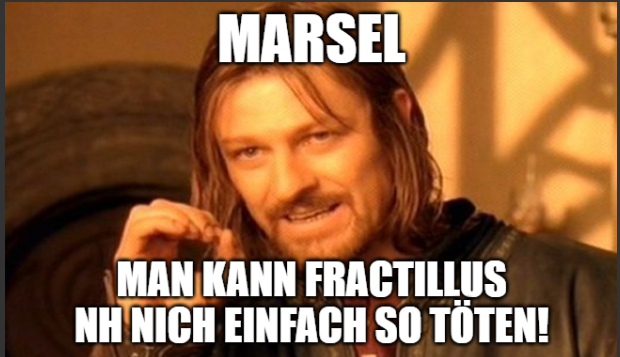 MARSEL
MAN KANN FRACTILLUS
NH NICH EINFACH SO TÖTEN!